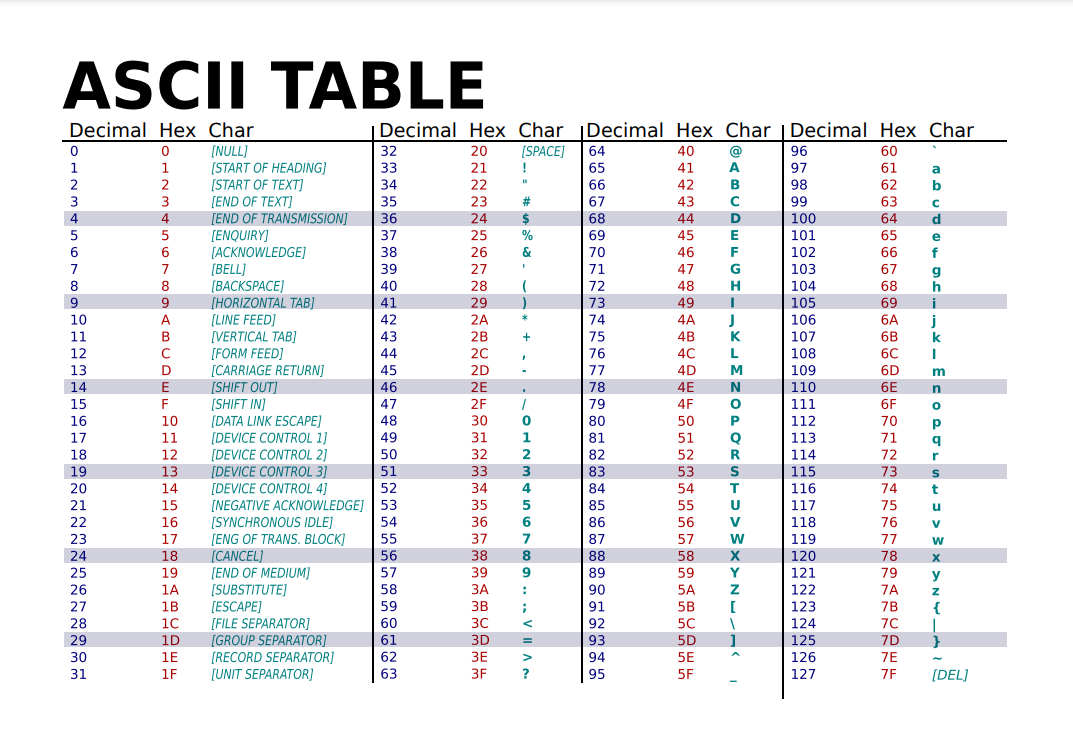 ASCII TABLE
Decimal Hex Char Decimal Hex Char Decimal Hex Char Decimal Hex Char
0 0 [NULL] 32 20 [SPACE] 64 40 @ 96 60 `
1 1 [START OF HEADING] 33 21 ! 65 41 A 97 61 a
2 2 [START OF TEXT] 34 22 " 66 42 B 98 62 b
3 3 [END OF TEXT] 35 23 # 67 43 C 99 63 c
4 4 [END OF TRANSMISSION] 36 24 $ 68 44 D 100 64 d
5 5 [ENQUIRY] 37 25 % 69 45 E 101 65 e
6 6 [ACKNOWLEDGE] 38 26 & 70 46 F 102 66 f
7 7 [BELL] 39 27 ' 71 47 G 103 67 g
8 8 [BACKSPACE] 40 28 ( 72 48 H 104 68 h
9 9 [HORIZONTAL TAB] 41 29 ) 73 49 I 105 69 i
10 A [LINE FEED] 42 2A * 74 4A J 106 6A j
11 B [VERTICAL TAB] 43 2B + 75 4B K 107 6B k
12 C [FORM FEED] 44 2C , 76 4C L 108 6C l
13 D [CARRIAGE RETURN] 45 2D - 77 4D M 109 6D m
14 E [SHIFT OUT] 46 2E . 78 4E N 110 6E n
15 F [SHIFT IN] 47 2F / 79 4F O 111 6F o
16 10 [DATA LINK ESCAPE] 48 30 0 80 50 P 112 70 p
17 11 [DEVICE CONTROL 1] 49 31 1 81 51 Q 113 71 q
18 12 [DEVICE CONTROL 2] 50 32 2 82 52 R 114 72 r
19 13 [DEVICE CONTROL 3] 51 33 3 83 53 S 115 73 s
20 14 [DEVICE CONTROL 4] 52 34 4 84 54 T 116 74 t
21 15 [NEGATIVE ACKNOWLEDGE] 53 35 5 85 55 U 117 75 u
22 16 [SYNCHRONOUS IDLE] 54 36 6 86 56 V 118 76 v
23 17 [ENG OF TRANS. BLOCK] 55 37 7 87 57 W 119 77 w
24 18 [CANCEL] 56 38 8 88 58 X 120 78 x
25 19 [END OF MEDIUM] 57 39 9 89 59 Y 121 79 y
26 1A [SUBSTITUTE] 58 3A : 90 5A Z 122 7A z
27 1B [ESCAPE] 59 3B ; 91 5B [ 123 7B {
28 1C [FILE SEPARATOR] 60 3C < 92 5C \ 124 7C |
29 1D [GROUP SEPARATOR] 61 3D = 93 5D ] 125 7D }
30 1E [RECORD SEPARATOR] 62 3E > 94 5E ^ 126 7E ~
31 1F [UNIT SEPARATOR] 63 3F ? 95 5F _ 127 7F [DEL]